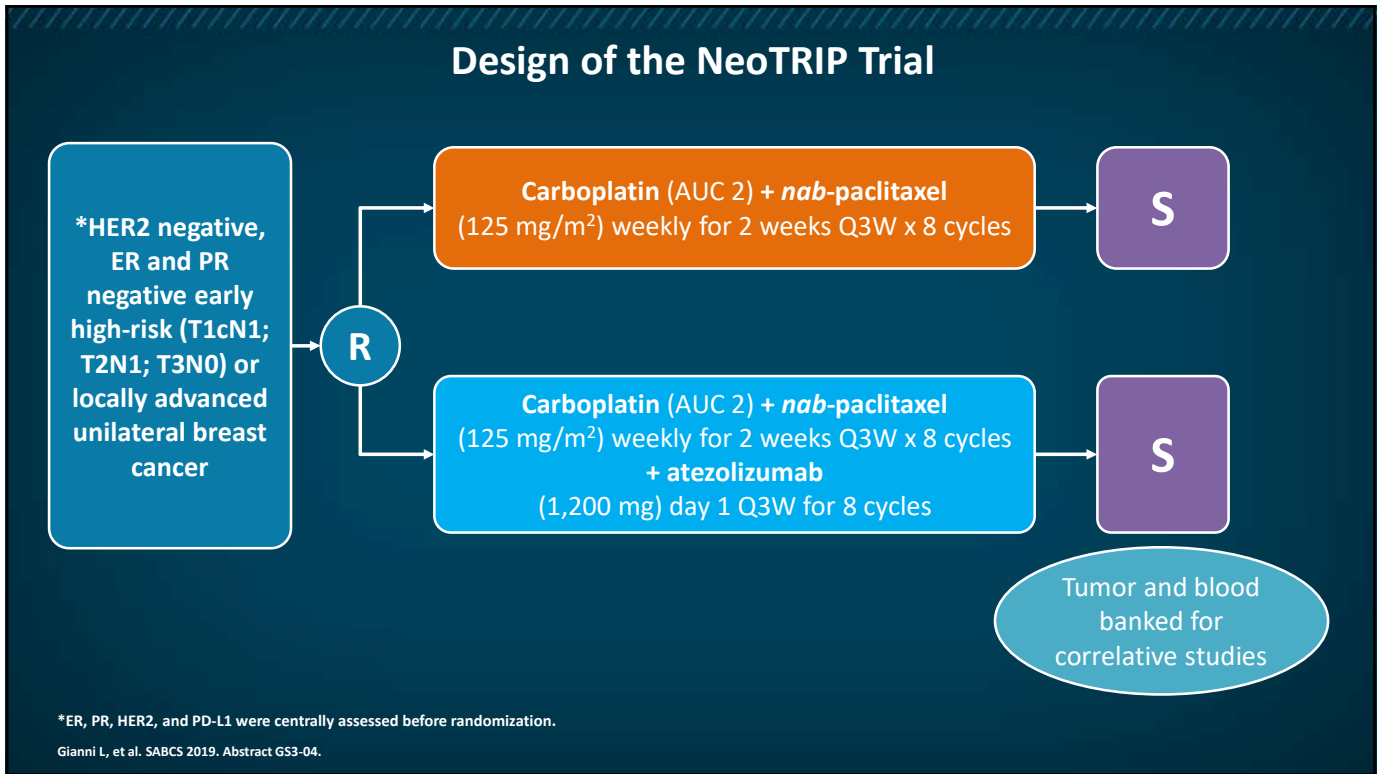 Design of the NeoTRIP Trial
*HER2 negative,
ER and PR
negative early
high-risk (T1cN1;
T2N1; T3N0) or
locally advanced
unilateral breast
cancer
R
Carboplatin (AUC 2) + nab-paclitaxel
(125 mg/m²) weekly for 2 weeks Q3W x 8 cycles
S
Carboplatin (AUC 2) + nab-paclitaxel
(125 mg/m²) weekly for 2 weeks Q3W x 8 cycles
+ atezolizumab
(1,200 mg) day 1 Q3W for 8 cycles
S
Tumor and blood
banked for
correlative studies
*ER, PR, HER2, and PD-L1 were centrally assessed before randomization.
Gianni L, et al. SABCS 2019. Abstract GS3-04.